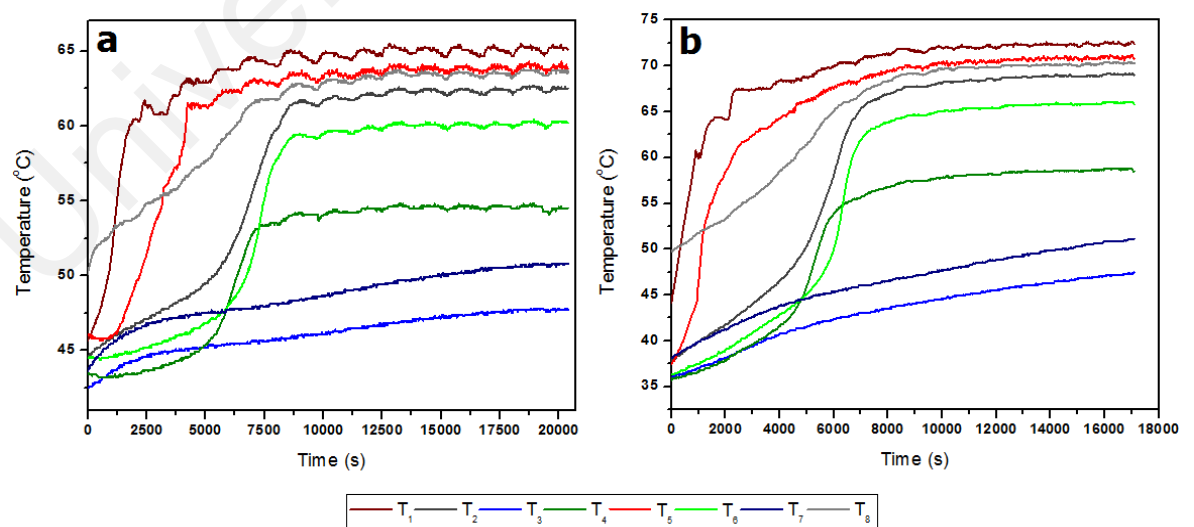 Unive
a
b
65
60
55
50
45
Temperature (°C)
0 2500 5000 7500 10000 12500 15000 17500 20000
Time (s)
75
70
65
60
55
50
45
40
35
Temperature (°C)
0 2000 4000 6000 8000 10000 12000 14000 16000 18000
Time (s)
T₁ T₂ T₃ T₄ T₅ T₆ T₇ T₈